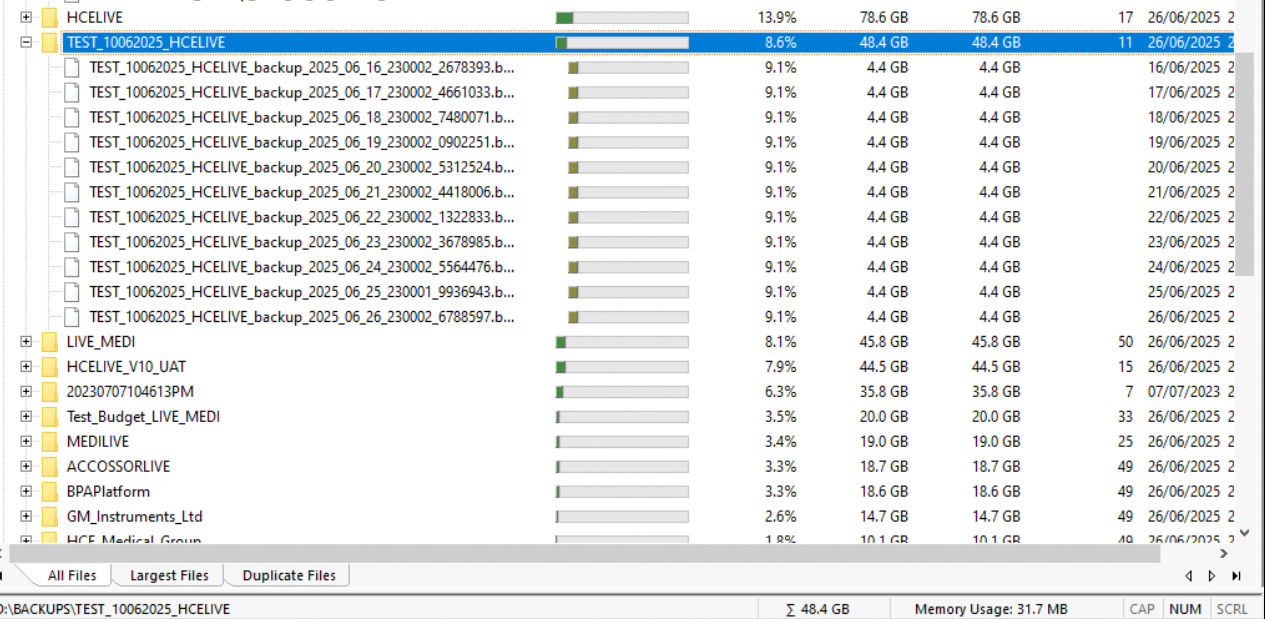 HCELIVE 13.9% 78.6 GB 78.6 GB 17 26/06/2025 2
TEST_10062025_HCELIVE 8.6% 48.4 GB 48.4 GB 11 26/06/2025 2
TEST_10062025_HCELIVE_backup_2025_06_16_230002_2678393.b... 9.1% 4.4 GB 4.4 GB 16/06/2025 2
TEST_10062025_HCELIVE_backup_2025_06_17_230002_4661033.b... 9.1% 4.4 GB 4.4 GB 17/06/2025 2
TEST_10062025_HCELIVE_backup_2025_06_18_230002_7480071.b... 9.1% 4.4 GB 4.4 GB 18/06/2025 2
TEST_10062025_HCELIVE_backup_2025_06_19_230002_0902251.b... 9.1% 4.4 GB 4.4 GB 19/06/2025 2
TEST_10062025_HCELIVE_backup_2025_06_20_230002_5312524.b... 9.1% 4.4 GB 4.4 GB 20/06/2025 2
TEST_10062025_HCELIVE_backup_2025_06_21_230002_4418006.b... 9.1% 4.4 GB 4.4 GB 21/06/2025 2
TEST_10062025_HCELIVE_backup_2025_06_22_230002_1322833.b... 9.1% 4.4 GB 4.4 GB 22/06/2025 2
TEST_10062025_HCELIVE_backup_2025_06_23_230002_3678985.b... 9.1% 4.4 GB 4.4 GB 23/06/2025 2
TEST_10062025_HCELIVE_backup_2025_06_24_230002_5564476.b... 9.1% 4.4 GB 4.4 GB 24/06/2025 2
TEST_10062025_HCELIVE_backup_2025_06_25_230001_9936943.b... 9.1% 4.4 GB 4.4 GB 25/06/2025 2
TEST_10062025_HCELIVE_backup_2025_06_26_230002_6788597.b... 9.1% 4.4 GB 4.4 GB 26/06/2025 2
LIVE_MEDI 8.1% 45.8 GB 45.8 GB 50 26/06/2025 2
HCELIVE_V10_UAT 7.9% 44.5 GB 44.5 GB 15 26/06/2025 2
20230707104613PM 6.3% 35.8 GB 35.8 GB 7 07/07/2023 2
Test_Budget_LIVE_MEDI 3.5% 20.0 GB 20.0 GB 33 26/06/2025 2
MEDILIVE 3.4% 19.0 GB 19.0 GB 25 26/06/2025 2
ACCOSSORLIVE 3.3% 18.7 GB 18.7 GB 49 26/06/2025 2
BPAPlatform 3.3% 18.6 GB 18.6 GB 49 26/06/2025 2
GM_Instruments_Ltd 2.6% 14.7 GB 14.7 GB 49 26/06/2025 2
HCE_Medical_Group 1.8% 10.1 GB 10.1 GB 49 26/06/2025 2
All Files Largest Files Duplicate Files
D:\BACKUPS\TEST_10062025_HCELIVE Σ 48.4 GB Memory Usage: 31.7 MB CAP NUM SCRL